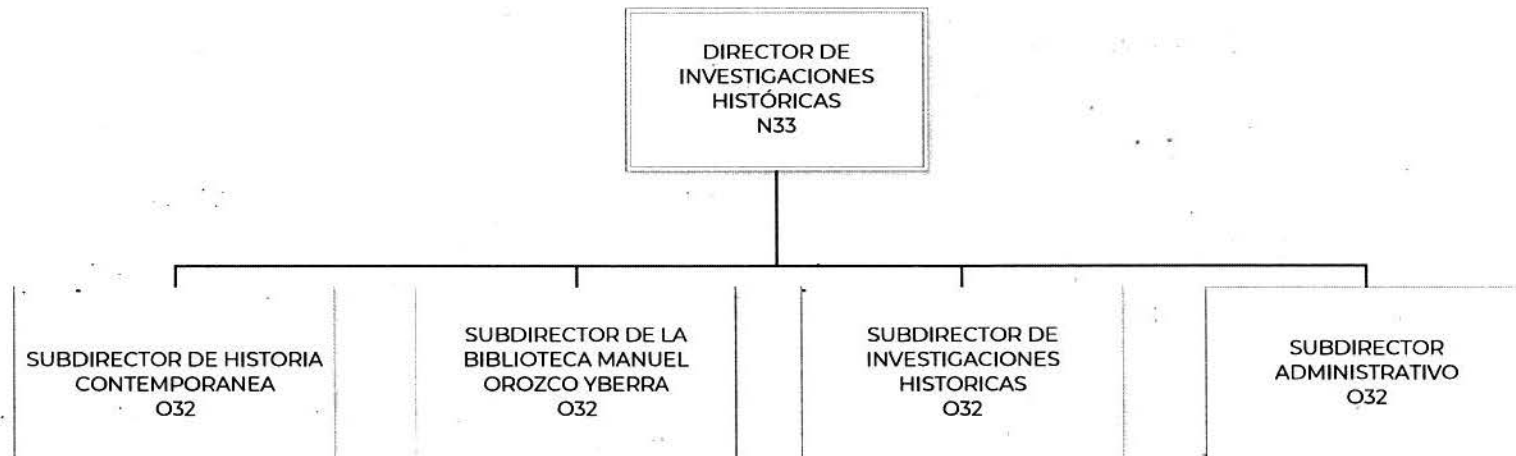 DIRECTOR DE
INVESTIGACIONES
HISTÓRICAS
N33
SUBDIRECTOR DE HISTORIA
CONTEMPORANEA
O32
SUBDIRECTOR DE LA
BIBLIOTECA MANUEL
OROZCO YBERRA
O32
SUBDIRECTOR DE
INVESTIGACIONES
HISTORICAS
O32
SUBDIRECTOR
ADMINISTRATIVO
O32